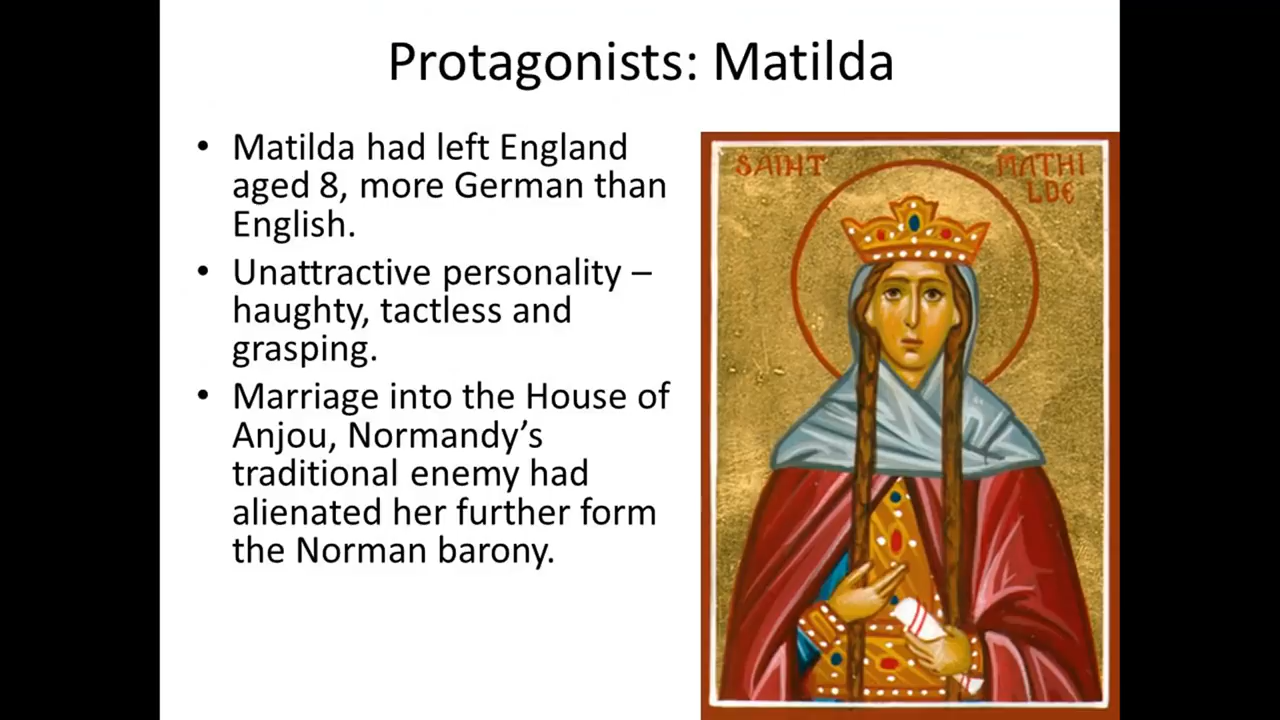 Protagonists: Matilda
• Matilda had left England
aged 8, more German than
English.
• Unattractive personality –
haughty, tactless and
grasping.
• Marriage into the House of
Anjou, Normandy’s
traditional enemy had
alienated her further form
the Norman barony.
SAINT MATHI
LDE